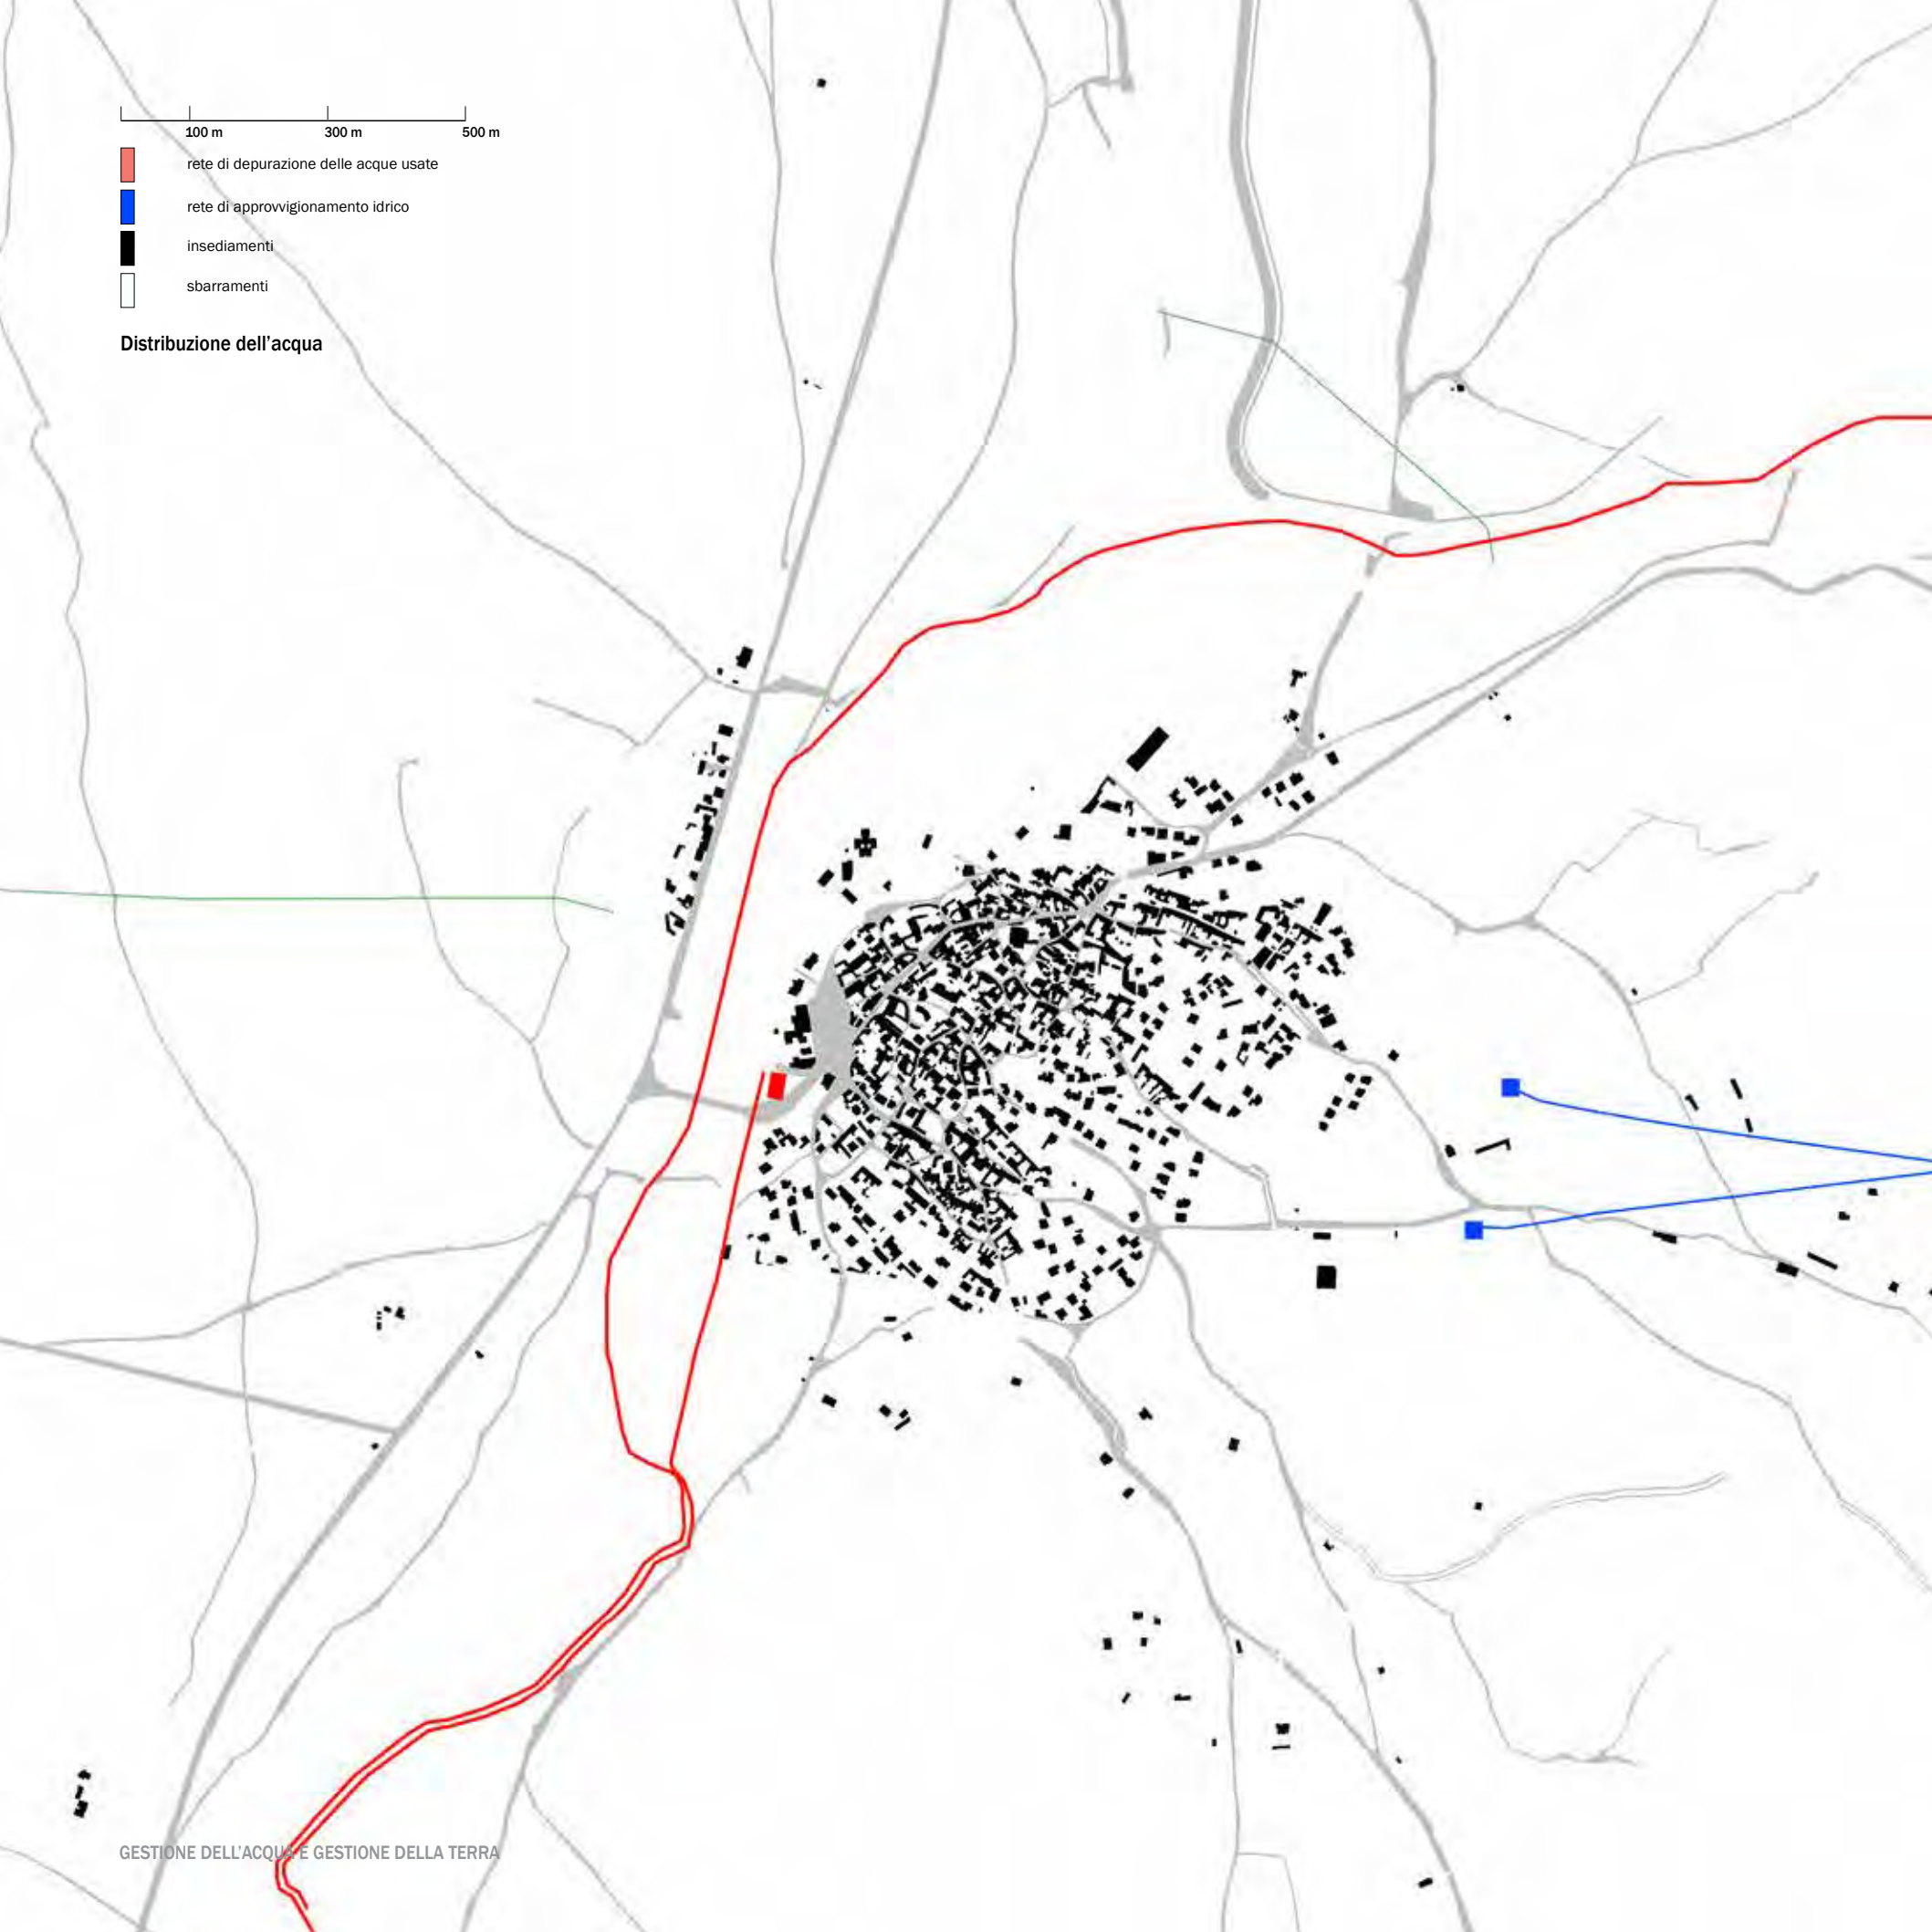 100 m 300 m 500 m
rete di depurazione delle acque usate
rete di approvvigionamento idrico
insediamenti
sbarramenti
Distribuzione dell’acqua
GESTIONE DELL’ACQUA E GESTIONE DELLA TERRA